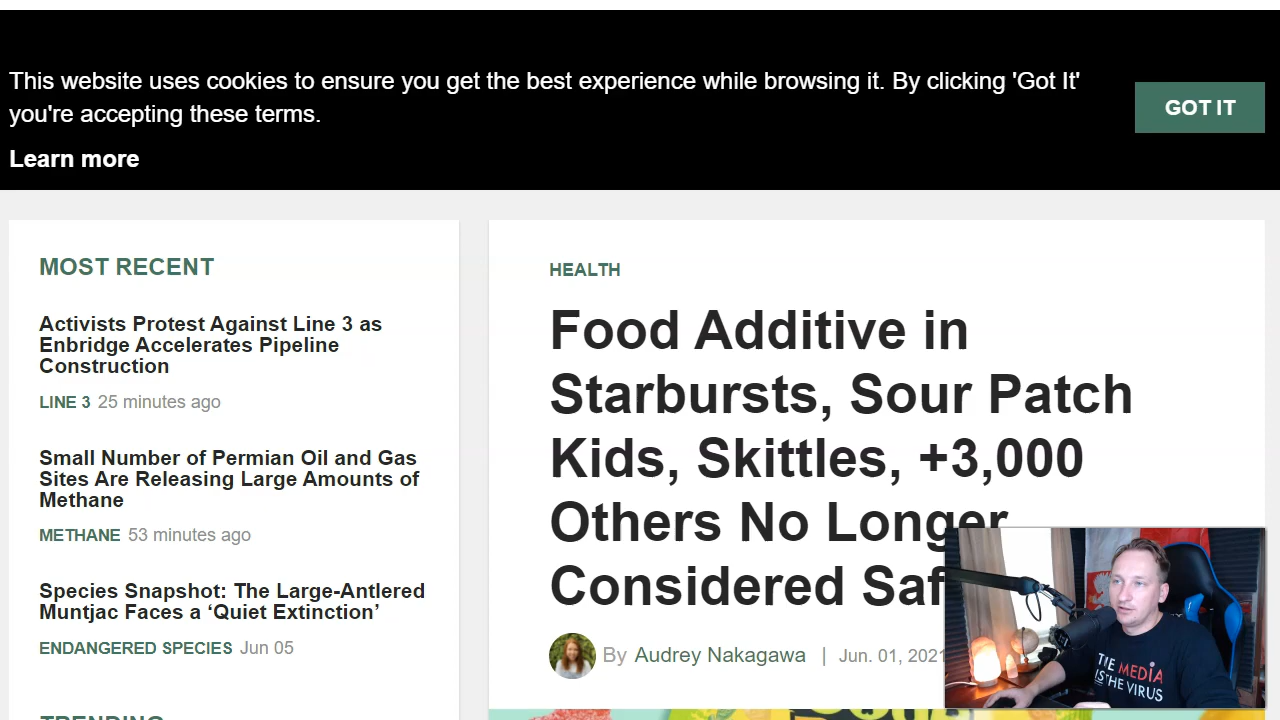 This website uses cookies to ensure you get the best experience while browsing it. By clicking 'Got It'
you're accepting these terms.
Learn more
GOT IT
MOST RECENT
Activists Protest Against Line 3 as
Enbridge Accelerates Pipeline
Construction
LINE 3 25 minutes ago
Small Number of Permian Oil and Gas
Sites Are Releasing Large Amounts of
Methane
METHANE 53 minutes ago
Species Snapshot: The Large-Antlered
Muntjac Faces a ‘Quiet Extinction’
ENDANGERED SPECIES Jun 05
TRENDING
HEALTH
Food Additive in
Starbursts, Sour Patch
Kids, Skittles, +3,000
Others No Longer
Considered
By Audrey Nakagawa | Jun. 01, 2021
THE MEDIA
IS THE VIRUS